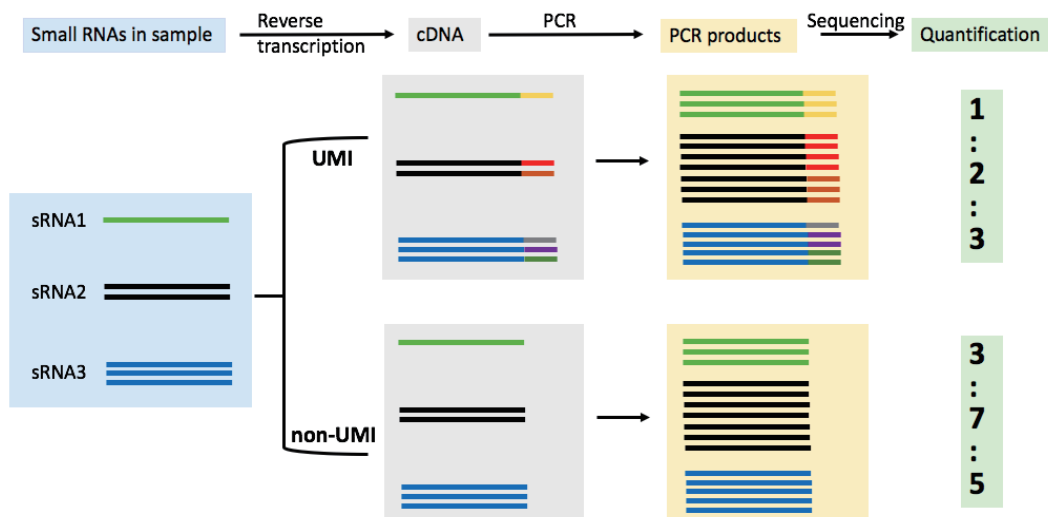 Small RNAs in sample
Reverse
transcription
cDNA
PCR
PCR products
Sequencing
Quantification
UMI
sRNA1
sRNA2
sRNA3
non-UMI
1
:
2
:
3
3
:
7
:
5